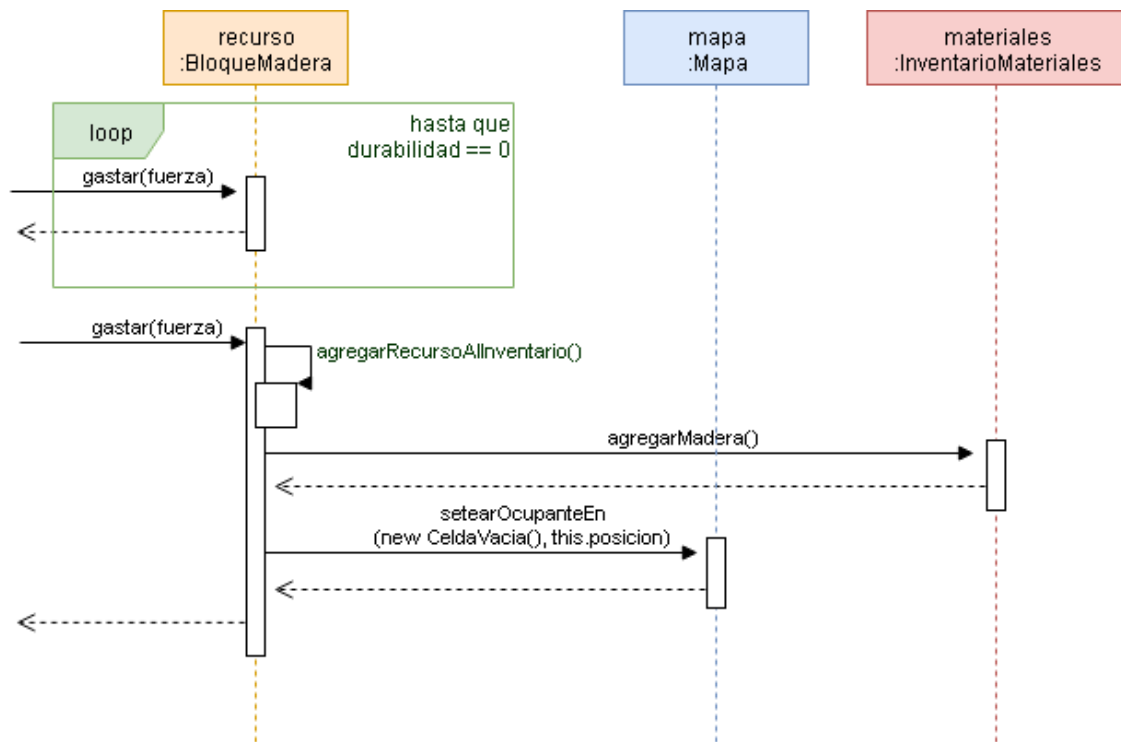 recurso
:BloqueMadera
mapa
:Mapa
materiales
:InventarioMateriales
loop
hasta que
durabilidad == 0
gastar(fuerza)
gastar(fuerza)
agregarRecursoAlInventario()
agregarMadera()
setearOcupanteEn
(new CeldaVacia(), this.posicion)